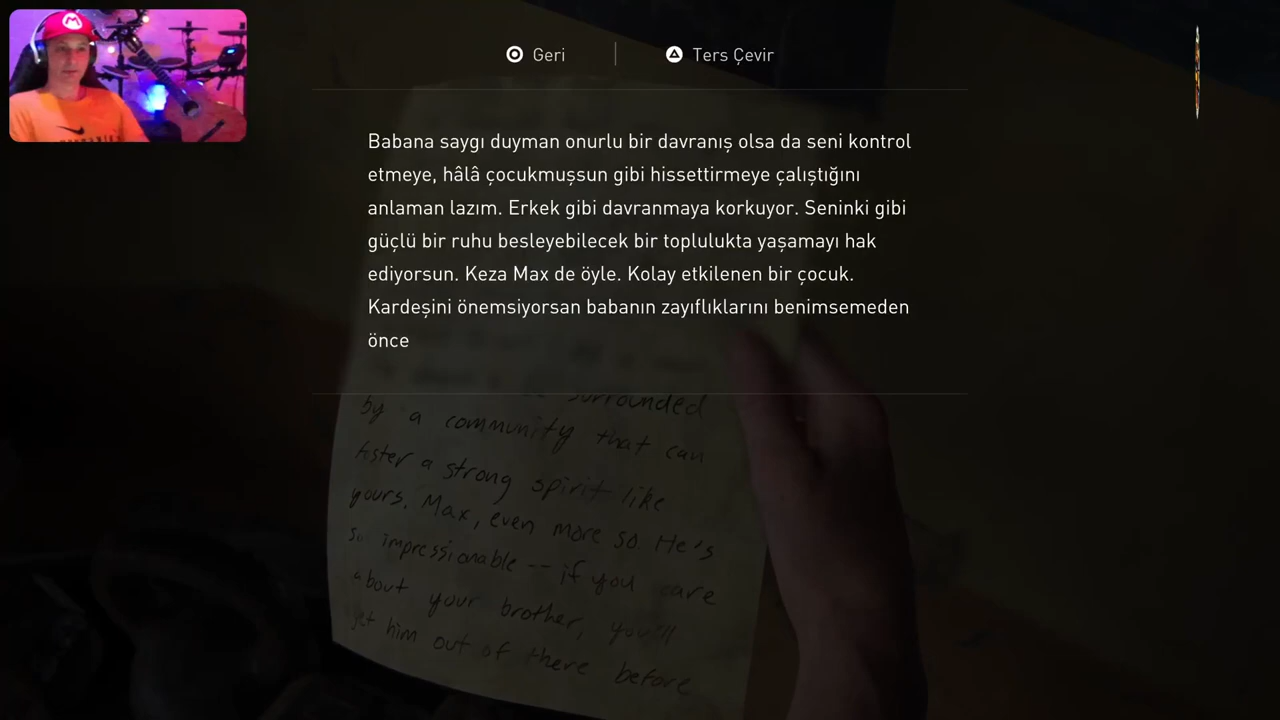 Geri
Ters Çevir
Babana saygı duyman onurlu bir davranış olsa da seni kontrol
etmeye, hâlâ çocukmuşsun gibi hissettirmeye çalıştığını
anlaman lazım. Erkek gibi davranmaya korkuyor. Seninki gibi
güçlü bir ruhu besleyebilecek bir toplulukta yaşamayı hak
ediyorsun. Keza Max de öyle. Kolay etkilenen bir çocuk.
Kardeşini önemsiyorsan babanın zayıflıklarını benimsemeden
önce
surrounded
by a community that can
foster a strong spirit like
yours. Max, even more so. He's
so impressionable -- if you care
about your brother, you'll
get him out of there before
M